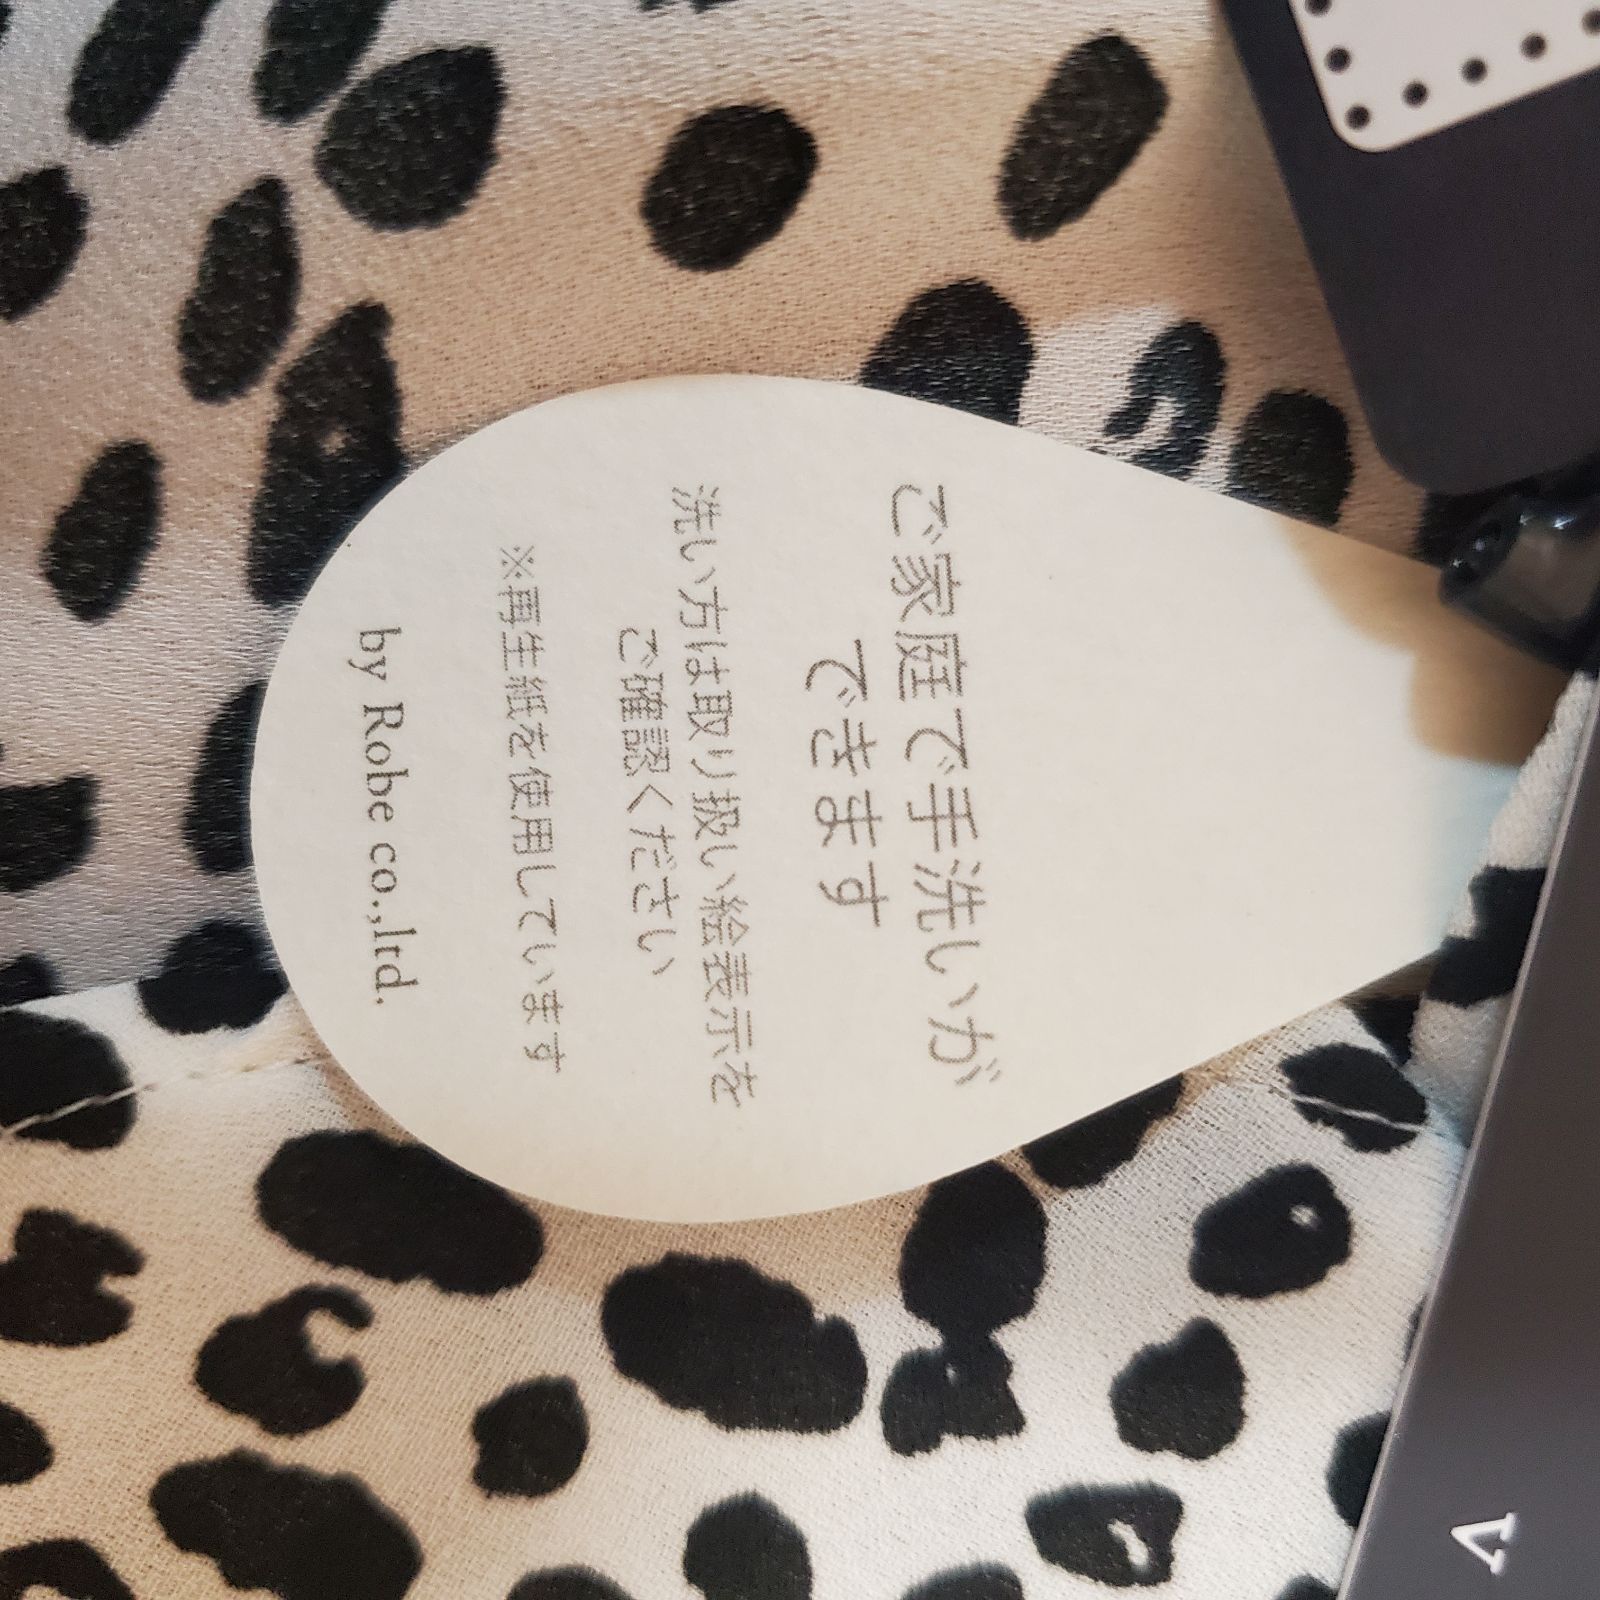 ご家庭で手洗いが
できます
洗い方は取り扱い絵表示を
ご確認ください
※再生紙を使用しています
by Robe co.,ltd.